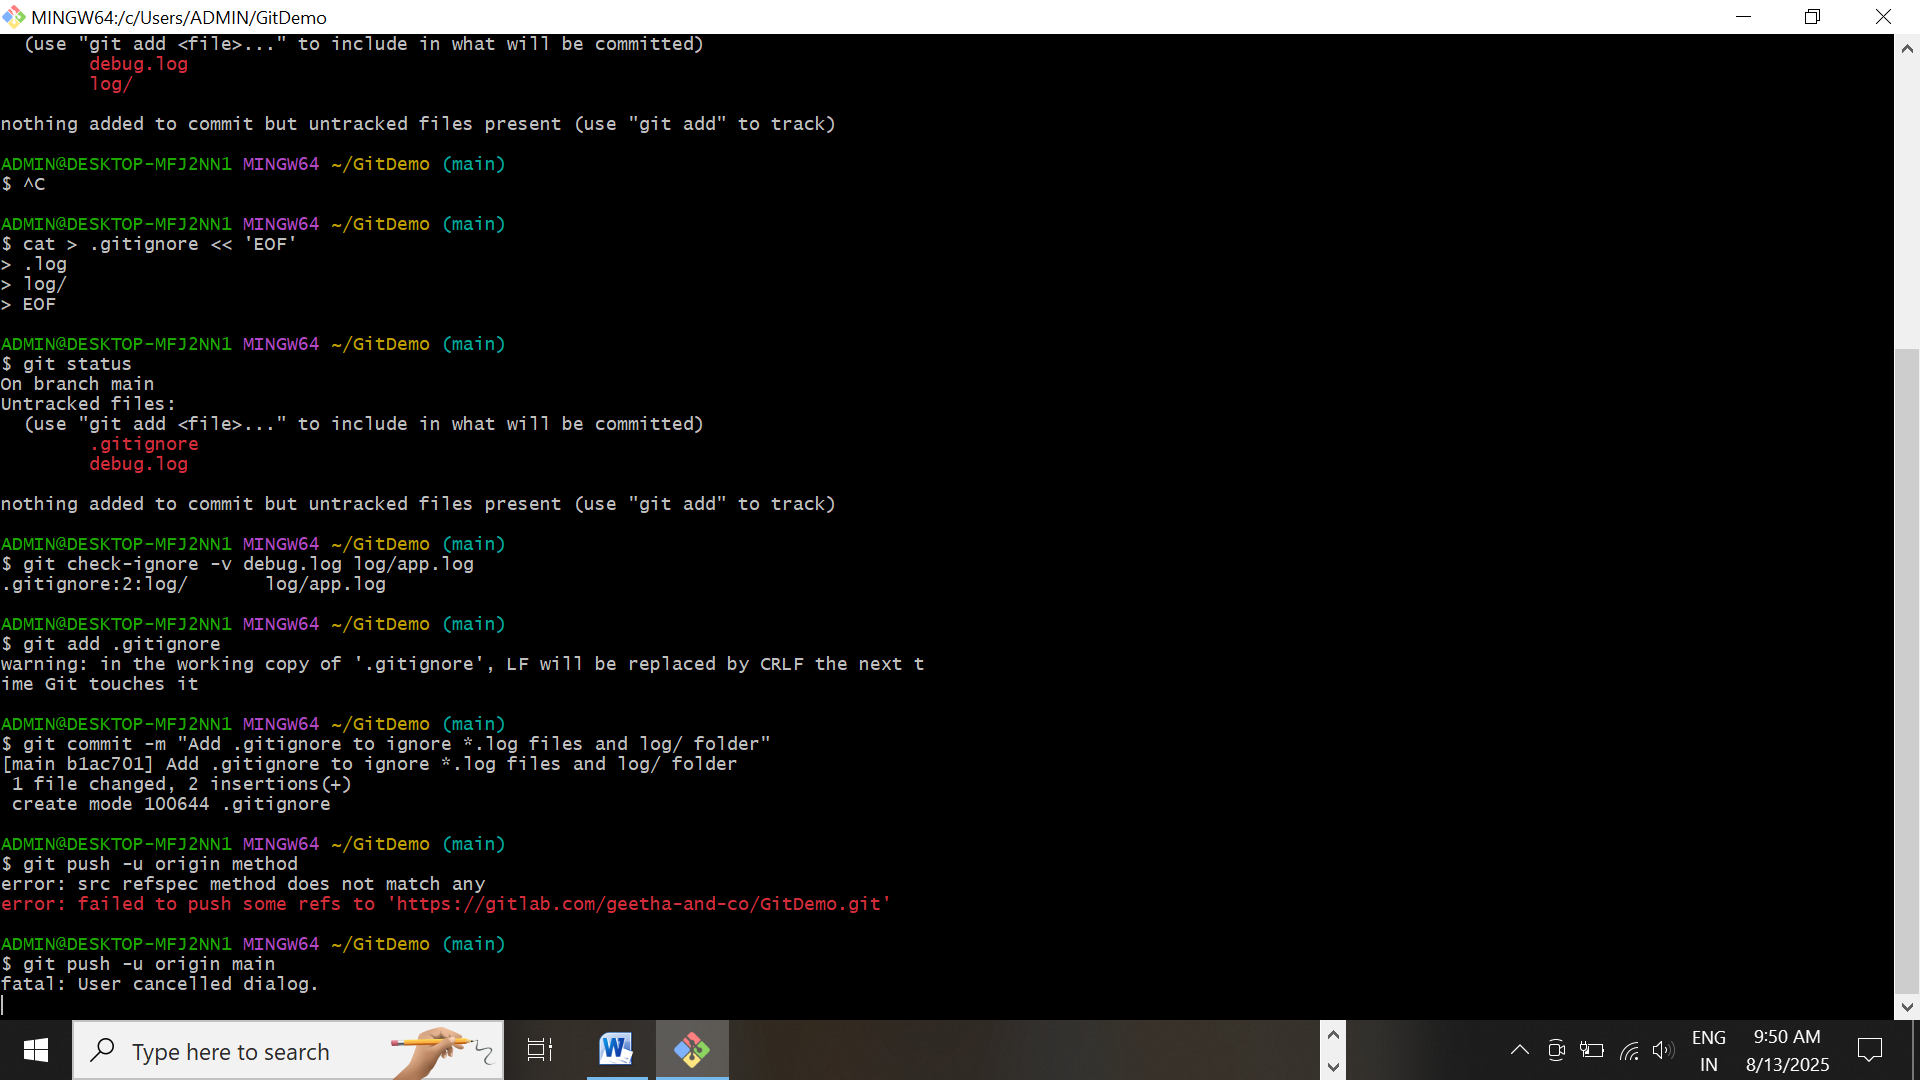 MINGW64:/c/Users/ADMIN/GitDemo
  (use "git add <file>..." to include in what will be committed)
        debug.log
        log/

nothing added to commit but untracked files present (use "git add" to track)

ADMIN@DESKTOP-MFJ2NN1 MINGW64 ~/GitDemo (main)
$ ^C

ADMIN@DESKTOP-MFJ2NN1 MINGW64 ~/GitDemo (main)
$ cat > .gitignore << 'EOF'
> .log
> log/
> EOF

ADMIN@DESKTOP-MFJ2NN1 MINGW64 ~/GitDemo (main)
$ git status
On branch main
Untracked files:
  (use "git add <file>..." to include in what will be committed)
        .gitignore
        debug.log

nothing added to commit but untracked files present (use "git add" to track)

ADMIN@DESKTOP-MFJ2NN1 MINGW64 ~/GitDemo (main)
$ git check-ignore -v debug.log log/app.log
.gitignore:2:log/       log/app.log

ADMIN@DESKTOP-MFJ2NN1 MINGW64 ~/GitDemo (main)
$ git add .gitignore
warning: in the working copy of '.gitignore', LF will be replaced by CRLF the next t
ime Git touches it

ADMIN@DESKTOP-MFJ2NN1 MINGW64 ~/GitDemo (main)
$ git commit -m "Add .gitignore to ignore *.log files and log/ folder"
[main b1ac701] Add .gitignore to ignore *.log files and log/ folder
 1 file changed, 2 insertions(+)
 create mode 100644 .gitignore

ADMIN@DESKTOP-MFJ2NN1 MINGW64 ~/GitDemo (main)
$ git push -u origin method
error: src refspec method does not match any
error: failed to push some refs to 'https://gitlab.com/geetha-and-co/GitDemo.git'

ADMIN@DESKTOP-MFJ2NN1 MINGW64 ~/GitDemo (main)
$ git push -u origin main
fatal: User cancelled dialog.
Type here to search
W
ENG
IN
9:50 AM
8/13/2025